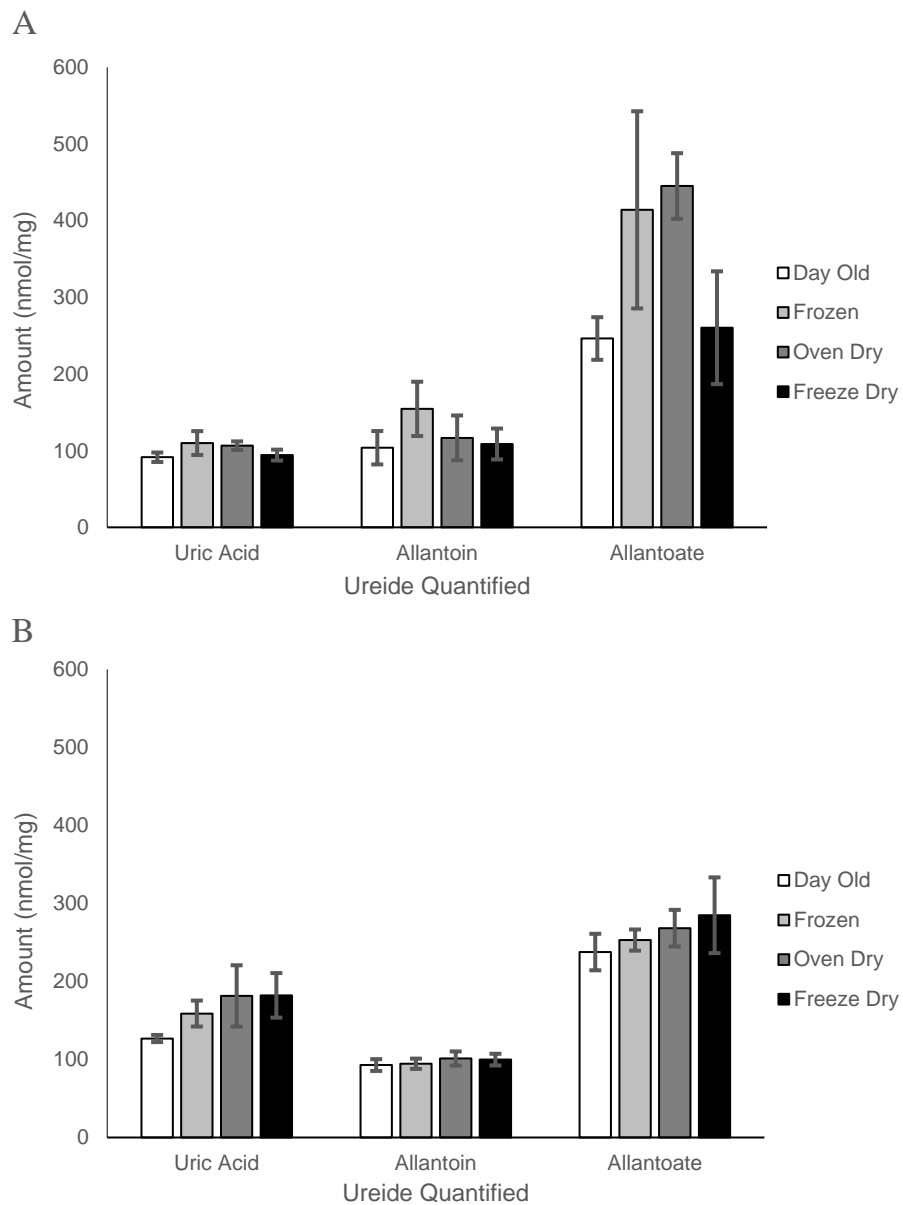 A
600
500
400
300
200
100
0
Amount (nmol/mg)
Uric Acid Allantoin Allantoate
Ureide Quantified
Day Old
Frozen
Oven Dry
Freeze Dry
B
600
500
400
300
200
100
0
Amount (nmol/mg)
Uric Acid Allantoin Allantoate
Ureide Quantified
Day Old
Frozen
Oven Dry
Freeze Dry